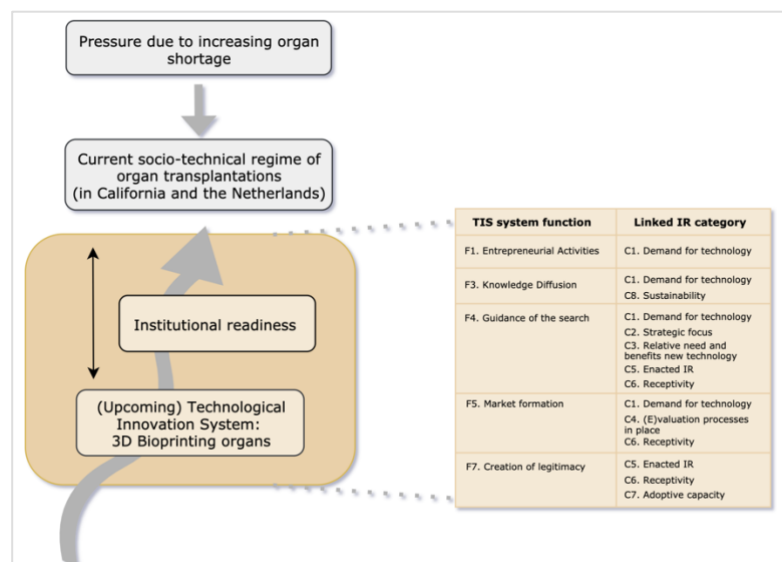 Pressure due to increasing organ
shortage
Current socio-technical regime of
organ transplantations
(in California and the Netherlands)
Institutional readiness
(Upcoming) Technological
Innovation System:
3D Bioprinting organs
TIS system function Linked IR category
F1. Entrepreneurial Activities C1. Demand for technology
F3. Knowledge Diffusion C1. Demand for technology
C8. Sustainability
F4. Guidance of the search C1. Demand for technology
C2. Strategic focus
C3. Relative need and
benefits new technology
C5. Enacted IR
C6. Receptivity
F5. Market formation C1. Demand for technology
C4. (E)valuation processes
in place
C6. Receptivity
F7. Creation of legitimacy C5. Enacted IR
C6. Receptivity
C7. Adoptive capacity